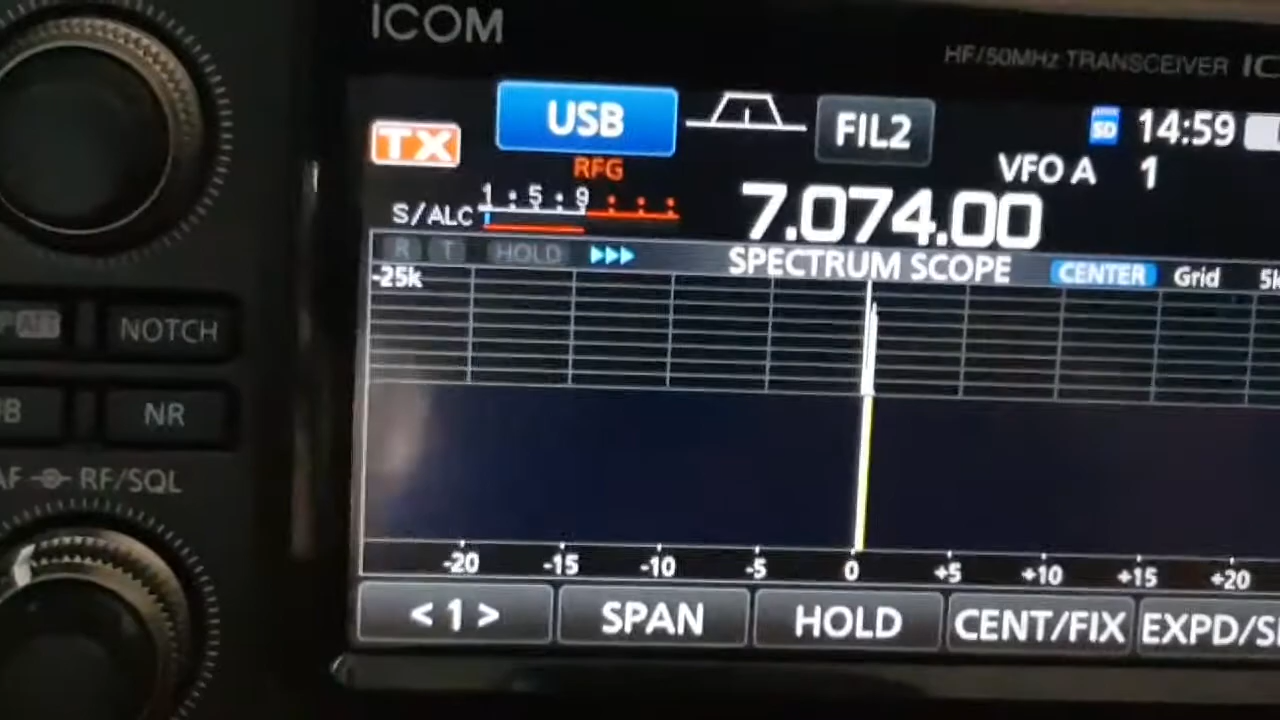 ICOM
HF/50MHz TRANSCEIVER
TX USB FIL2 SD 14:59
RFG VFO A 1
1 : 5 : 9 : : :
S/ALC
7.074.00
R T HOLD SPECTRUM SCOPE CENTER Grid
-25k
NOTCH
NR
RF/SQL
-20 -15 -10 -5 0 +5 +10 +15 +20
< 1 > SPAN HOLD CENT/FIX